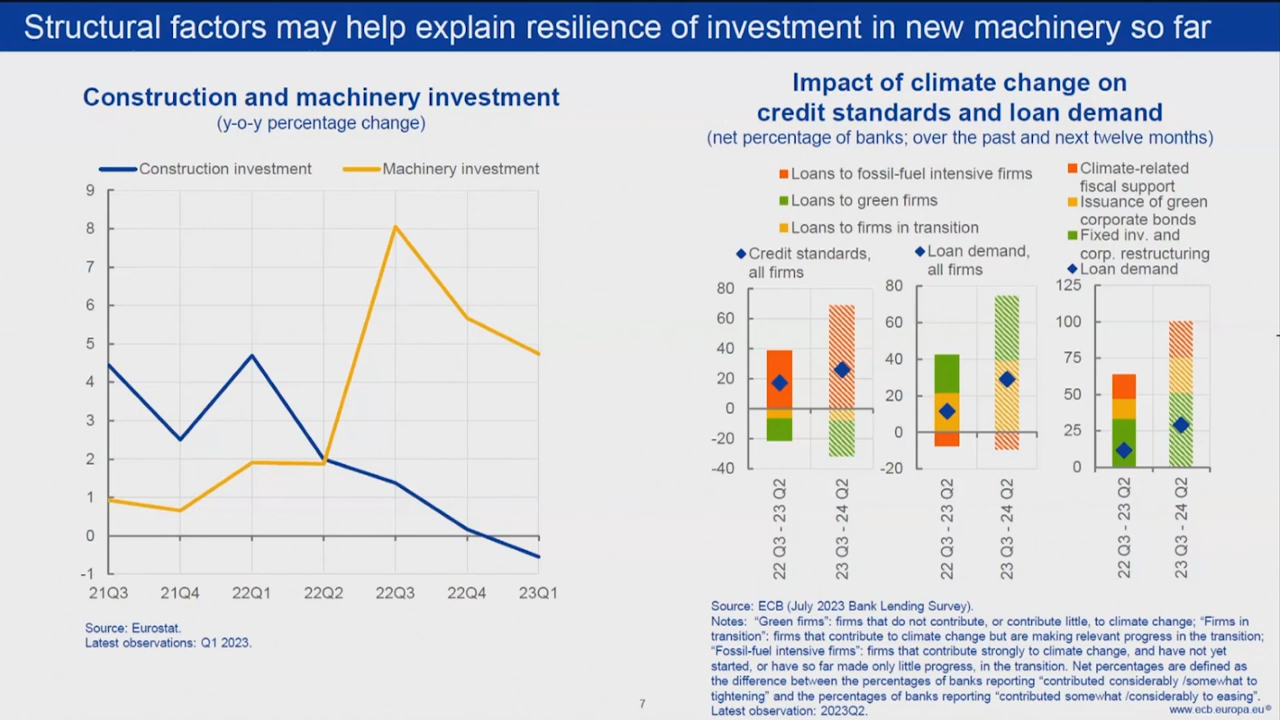 Structural factors may help explain resilience of investment in new machinery so far
Construction and machinery investment
(y-o-y percentage change)
Construction investment
Machinery investment
9
8
7
6
5
4
3
2
1
0
-1
21Q3
21Q4
22Q1
22Q2
22Q3
22Q4
23Q1
Source: Eurostat.
Latest observations: Q1 2023.
Impact of climate change on
credit standards and loan demand
(net percentage of banks; over the past and next twelve months)
Loans to fossil-fuel intensive firms
Loans to green firms
Loans to firms in transition
Credit standards,
all firms
Loan demand,
all firms
Climate-related
fiscal support
Issuance of green
corporate bonds
Fixed inv. and
corp. restructuring
Loan demand
80
60
40
20
0
-20
-40
22 Q3 - 23 Q2
23 Q3 - 24 Q2
80
60
40
20
0
-20
22 Q3 - 23 Q2
23 Q3 - 24 Q2
125
100
75
50
25
0
22 Q3 - 23 Q2
23 Q3 - 24 Q2
Source: ECB (July 2023 Bank Lending Survey).
Notes: “Green firms”: firms that do not contribute, or contribute little, to climate change; “Firms in
transition”: firms that contribute to climate change but are making relevant progress in the transition;
“Fossil-fuel intensive firms”: firms that contribute strongly to climate change, and have not yet
started, or have so far made only little progress, in the transition. Net percentages are defined as
the difference between the percentages of banks reporting “contributed considerably /somewhat to
tightening” and the percentages of banks reporting “contributed somewhat /considerably to easing”.
Latest observation: 2023Q2.
7
www.ecb.europa.eu©